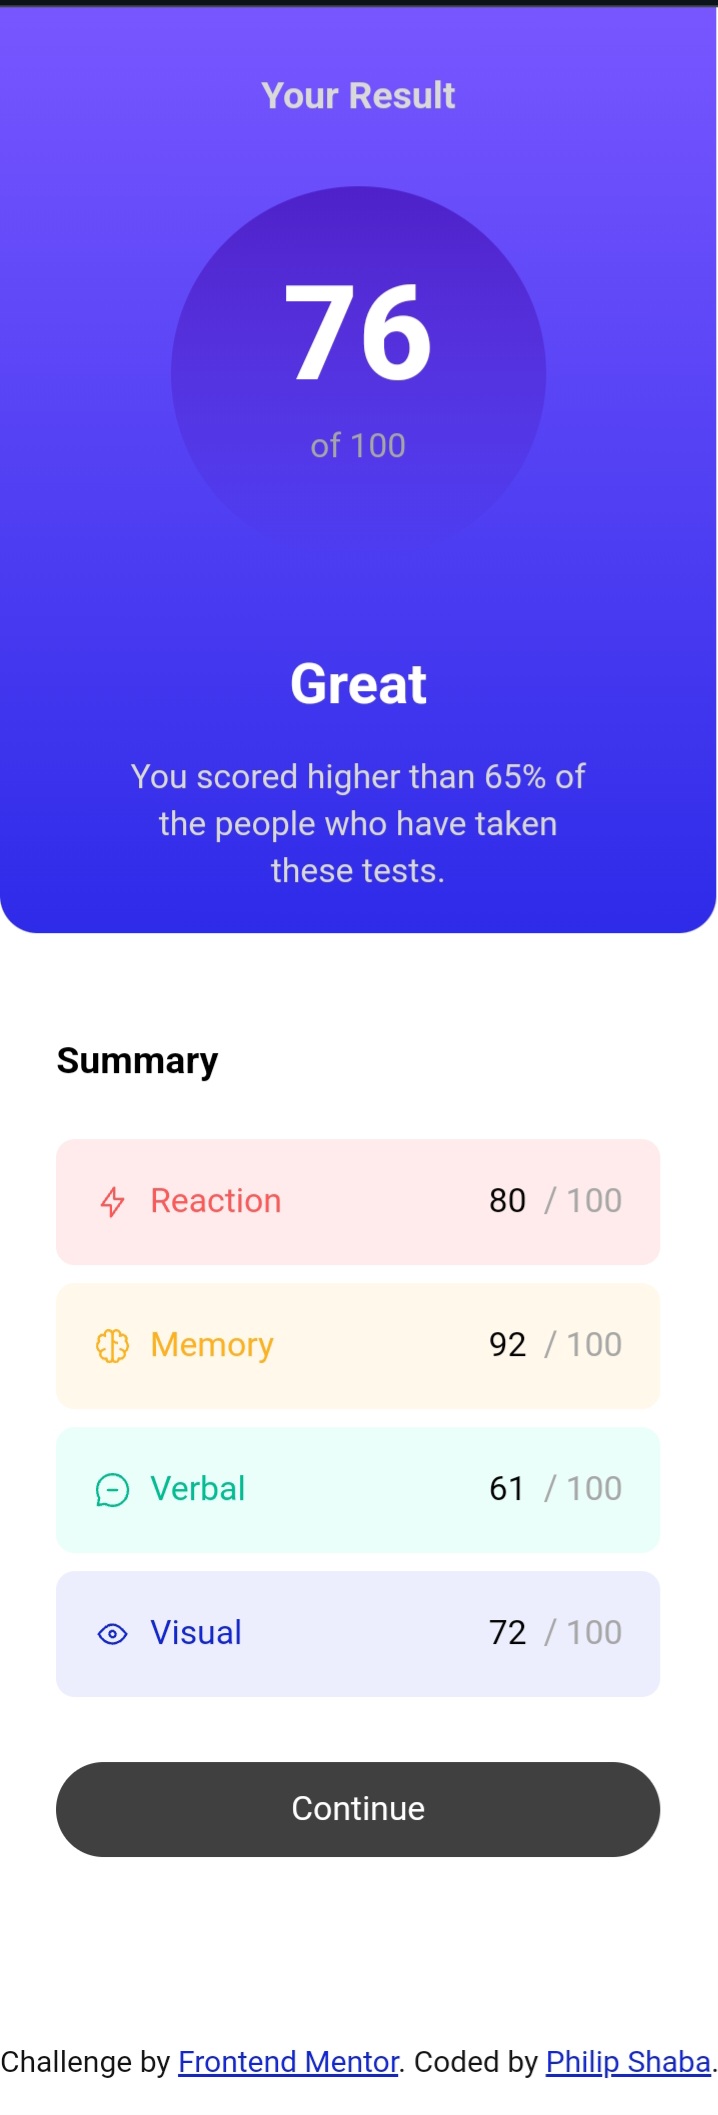 Your Result
76
of 100
Great
You scored higher than 65% of
the people who have taken
these tests.
Summary
Reaction 80 / 100
Memory 92 / 100
Verbal 61 / 100
Visual 72 / 100
Continue
Challenge by Frontend Mentor. Coded by Philip Shaba.